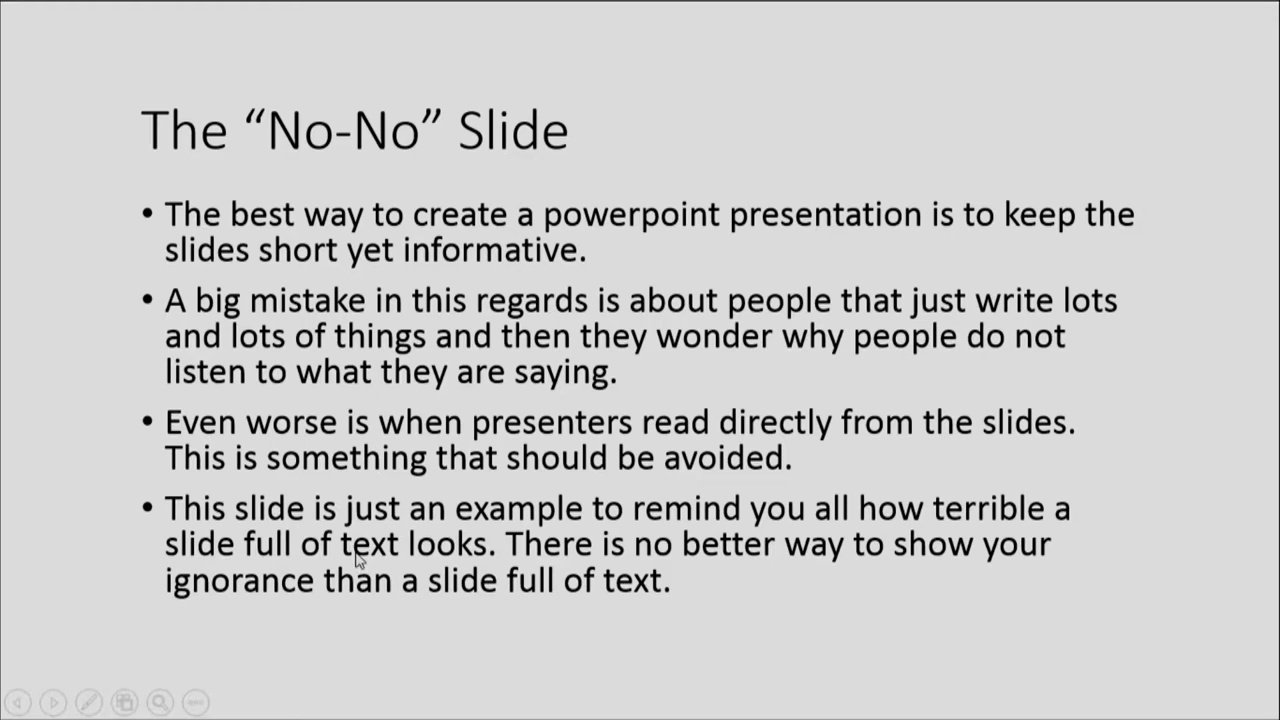 The “No-No” Slide
• The best way to create a powerpoint presentation is to keep the
slides short yet informative.
• A big mistake in this regards is about people that just write lots
and lots of things and then they wonder why people do not
listen to what they are saying.
• Even worse is when presenters read directly from the slides.
This is something that should be avoided.
• This slide is just an example to remind you all how terrible a
slide full of text looks. There is no better way to show your
ignorance than a slide full of text.